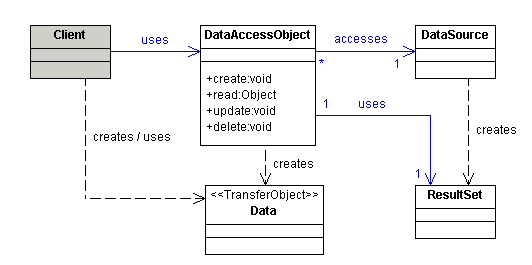 Client
uses
DataAccessObject
accesses
DataSource
*
1
+create:void
+read:Object
+update:void
+delete:void
1
uses
creates / uses
creates
creates
1
<<TransferObject>>
Data
ResultSet